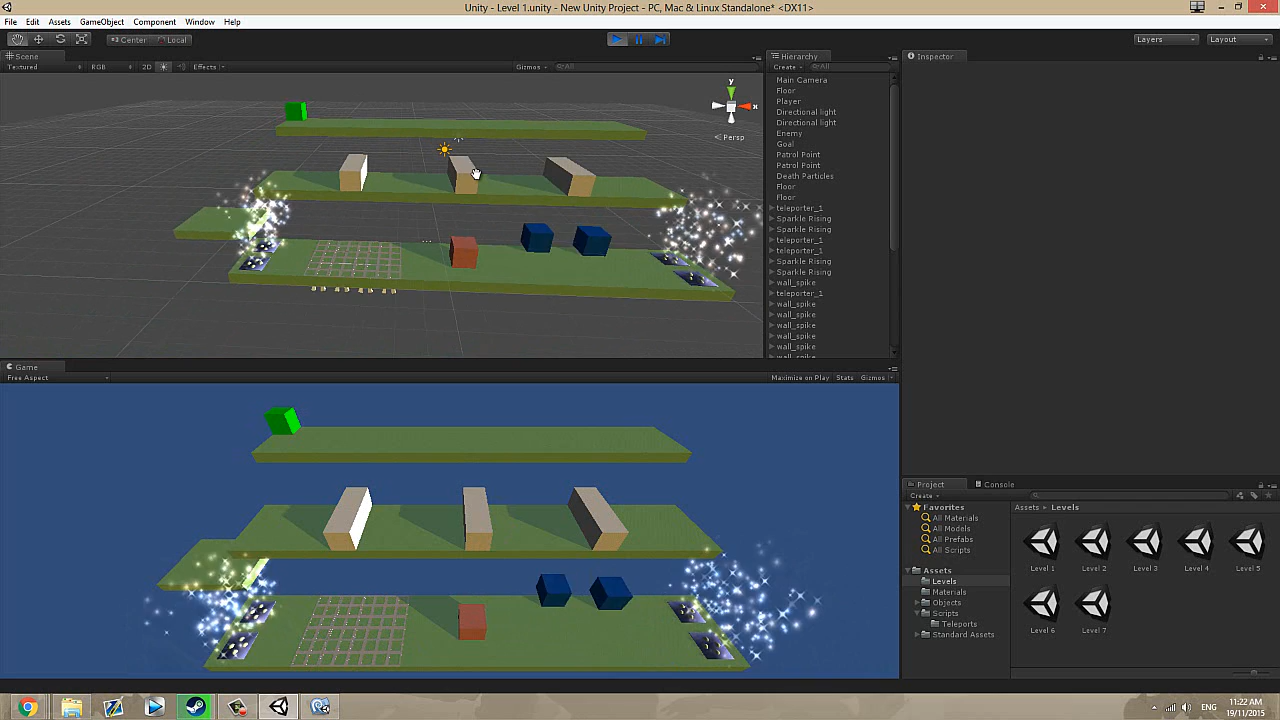 Unity - Level 1.unity - New Unity Project - PC, Mac & Linux Standalone* <DX11>
File Edit Assets GameObject Component Window Help
Center Local Layers Layout
Scene
Textured RGB 2D Effects Gizmos All
y
x
Persp
Hierarchy
Create All
Main Camera
Floor
Player
Directional light
Directional light
Enemy
Goal
Patrol Point
Patrol Point
Death Particles
Floor
Floor
teleporter_1
Sparkle Rising
Sparkle Rising
teleporter_1
teleporter_1
Sparkle Rising
Sparkle Rising
wall_spike
teleporter_1
wall_spike
wall_spike
wall_spike
wall_spike
wall_spike
Inspector
Game
Free Aspect Maximize on Play Stats Gizmos
Project Console
Create
Favorites
All Materials
All Models
All Prefabs
All Scripts
Assets
Levels
Materials
Objects
Scripts
Teleports
Standard Assets
Assets Levels
Level 1 Level 2 Level 3 Level 4 Level 5
Level 6 Level 7
ENG
11:22 AM
19/11/2015